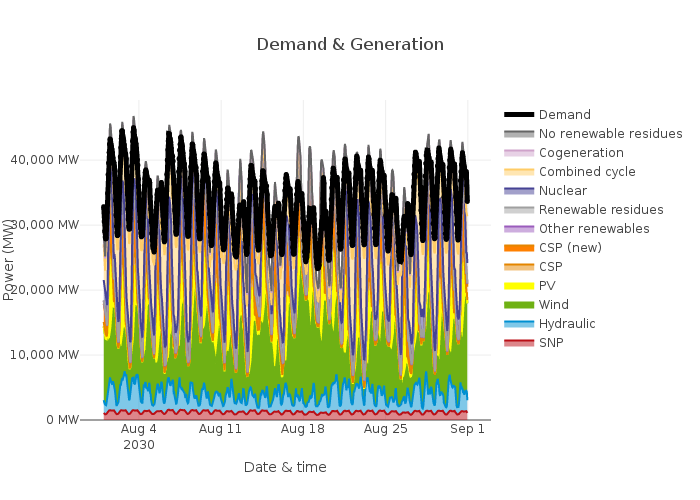 Demand & Generation
Power (MW)
40,000 MW
30,000 MW
20,000 MW
10,000 MW
0 MW
Aug 4
2030
Aug 11
Aug 18
Aug 25
Sep 1
Date & time
Demand
No renewable residues
Cogeneration
Combined cycle
Nuclear
Renewable residues
Other renewables
CSP (new)
CSP
PV
Wind
Hydraulic
SNP